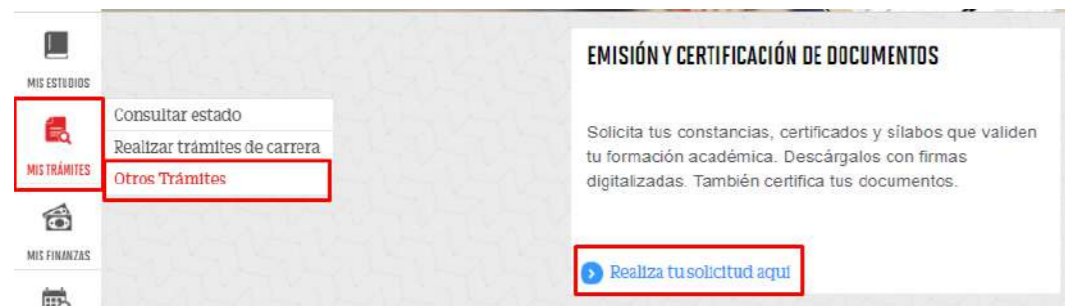 MIS ESTUDIOS
MIS TRÁMITES
MIS FINANZAS
Consultar estado
Realizar trámites de carrera
Otros Trámites
EMISIÓN Y CERTIFICACIÓN DE DOCUMENTOS
Solicita tus constancias, certificados y sílabos que validen
tu formación académica. Descárgalos con firmas
digitalizadas. También certifica tus documentos.
Realiza tu solicitud aquí